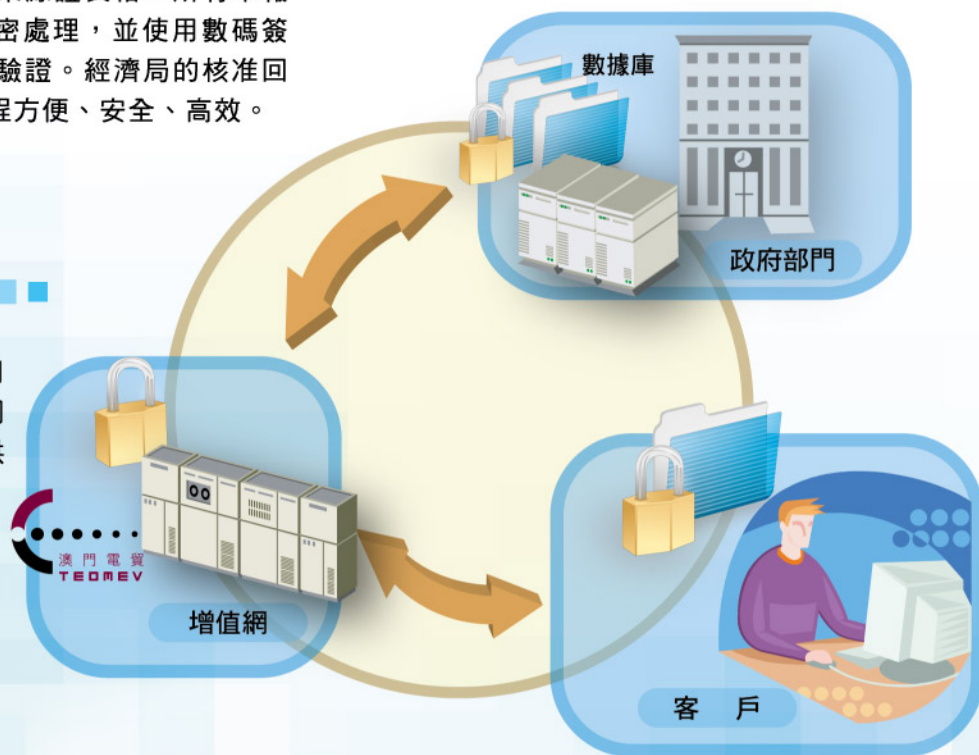 密處理，並使用數碼簽
驗證。經濟局的核准回
程方便、安全、高效。
數據庫
政府部門
澳門電貿
TEDMEV
增值網
客 戶